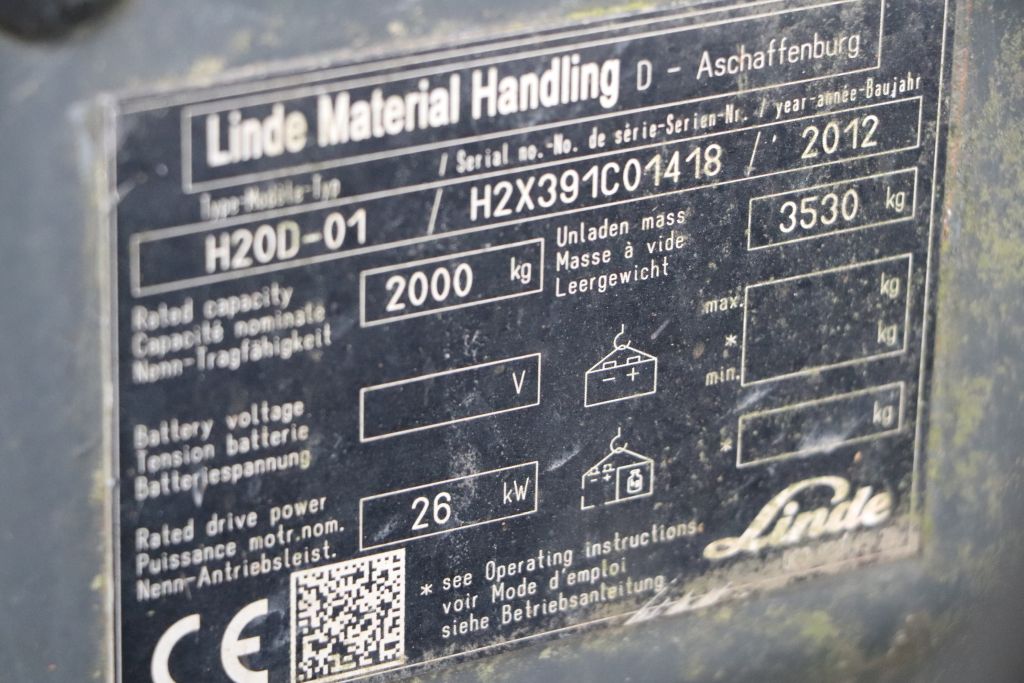 Linde Material Handling D - Aschaffenburg
Type-Modèle-Typ / Serial no.-No. de série-Serien-Nr. / year-année-Baujahr
H20D-01 / H2X391C01418 / 2012
Rated capacity
Capacité nominale
Nenn-Tragfähigkeit
2000 kg
Unladen mass
Masse à vide
Leergewicht
3530 kg
Battery voltage
Tension batterie
Batteriespannung
V
- +
max. kg
* kg
min.
- +
kg
* kg
Rated drive power
Puissance motr.nom.
Nenn-Antriebsleist.
26 kW
* see Operating instructions
voir Mode d'emploi
siehe Betriebsanleitung
Linde
CE